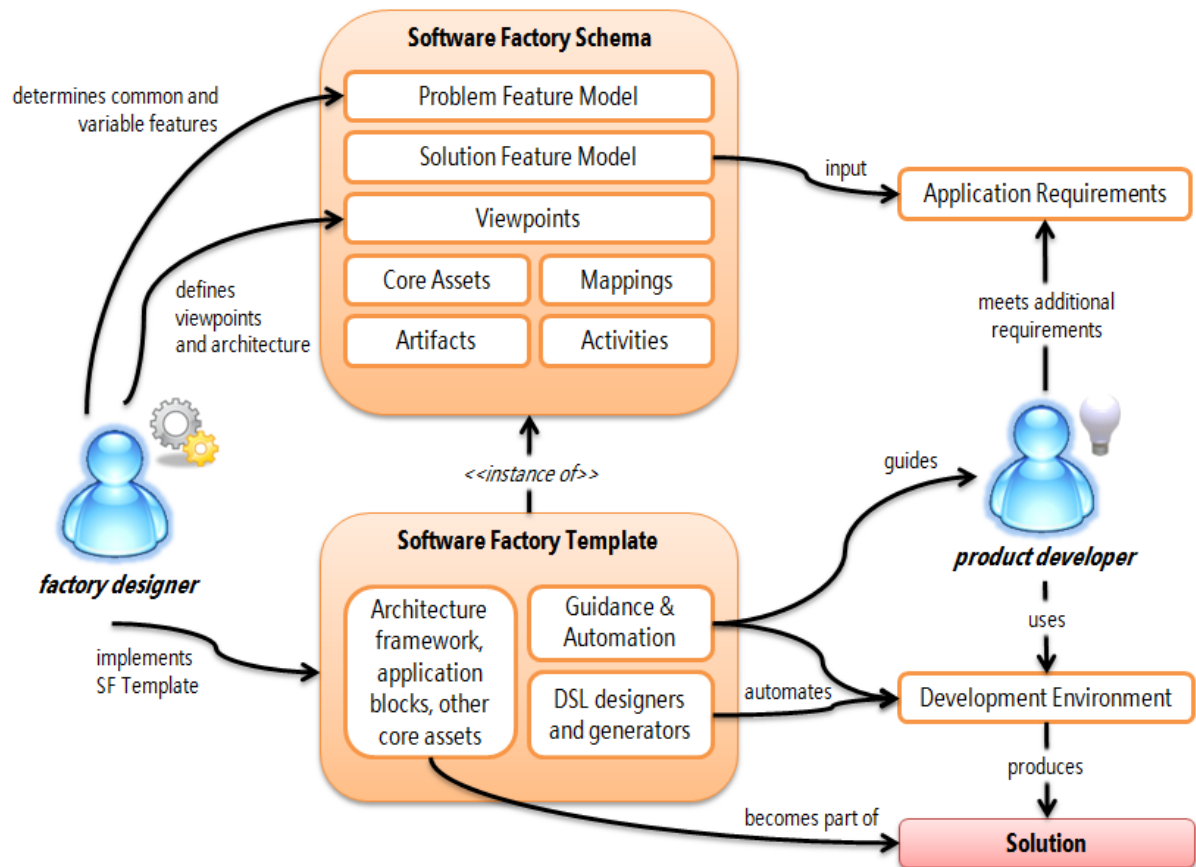 Software Factory Schema
Problem Feature Model
Solution Feature Model
Viewpoints
Core Assets
Mappings
Artifacts
Activities
determines common and
variable features
defines
viewpoints
and architecture
factory designer
implements
SF Template
<<instance of>>
Software Factory Template
Architecture
framework,
application
blocks, other
core assets
Guidance &
Automation
DSL designers
and generators
input
Application Requirements
meets additional
requirements
guides
product developer
uses
automates
Development Environment
produces
becomes part of
Solution